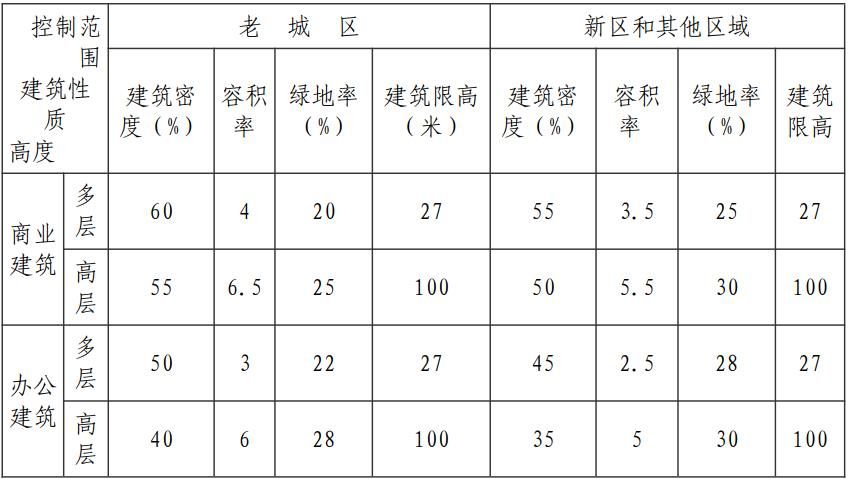 控制范围
建筑性质
高度
老 城 区
新区和其他区域
建筑密度（%）
容积率
绿地率（%）
建筑限高（米）
建筑密度（%）
容积率
绿地率（%）
建筑限高
商业建筑
多层
60 4 20 27 55 3.5 25 27
高层
55 6.5 25 100 50 5.5 30 100
办公建筑
多层
50 3 22 27 45 2.5 28 27
高层
40 6 28 100 35 5 30 100